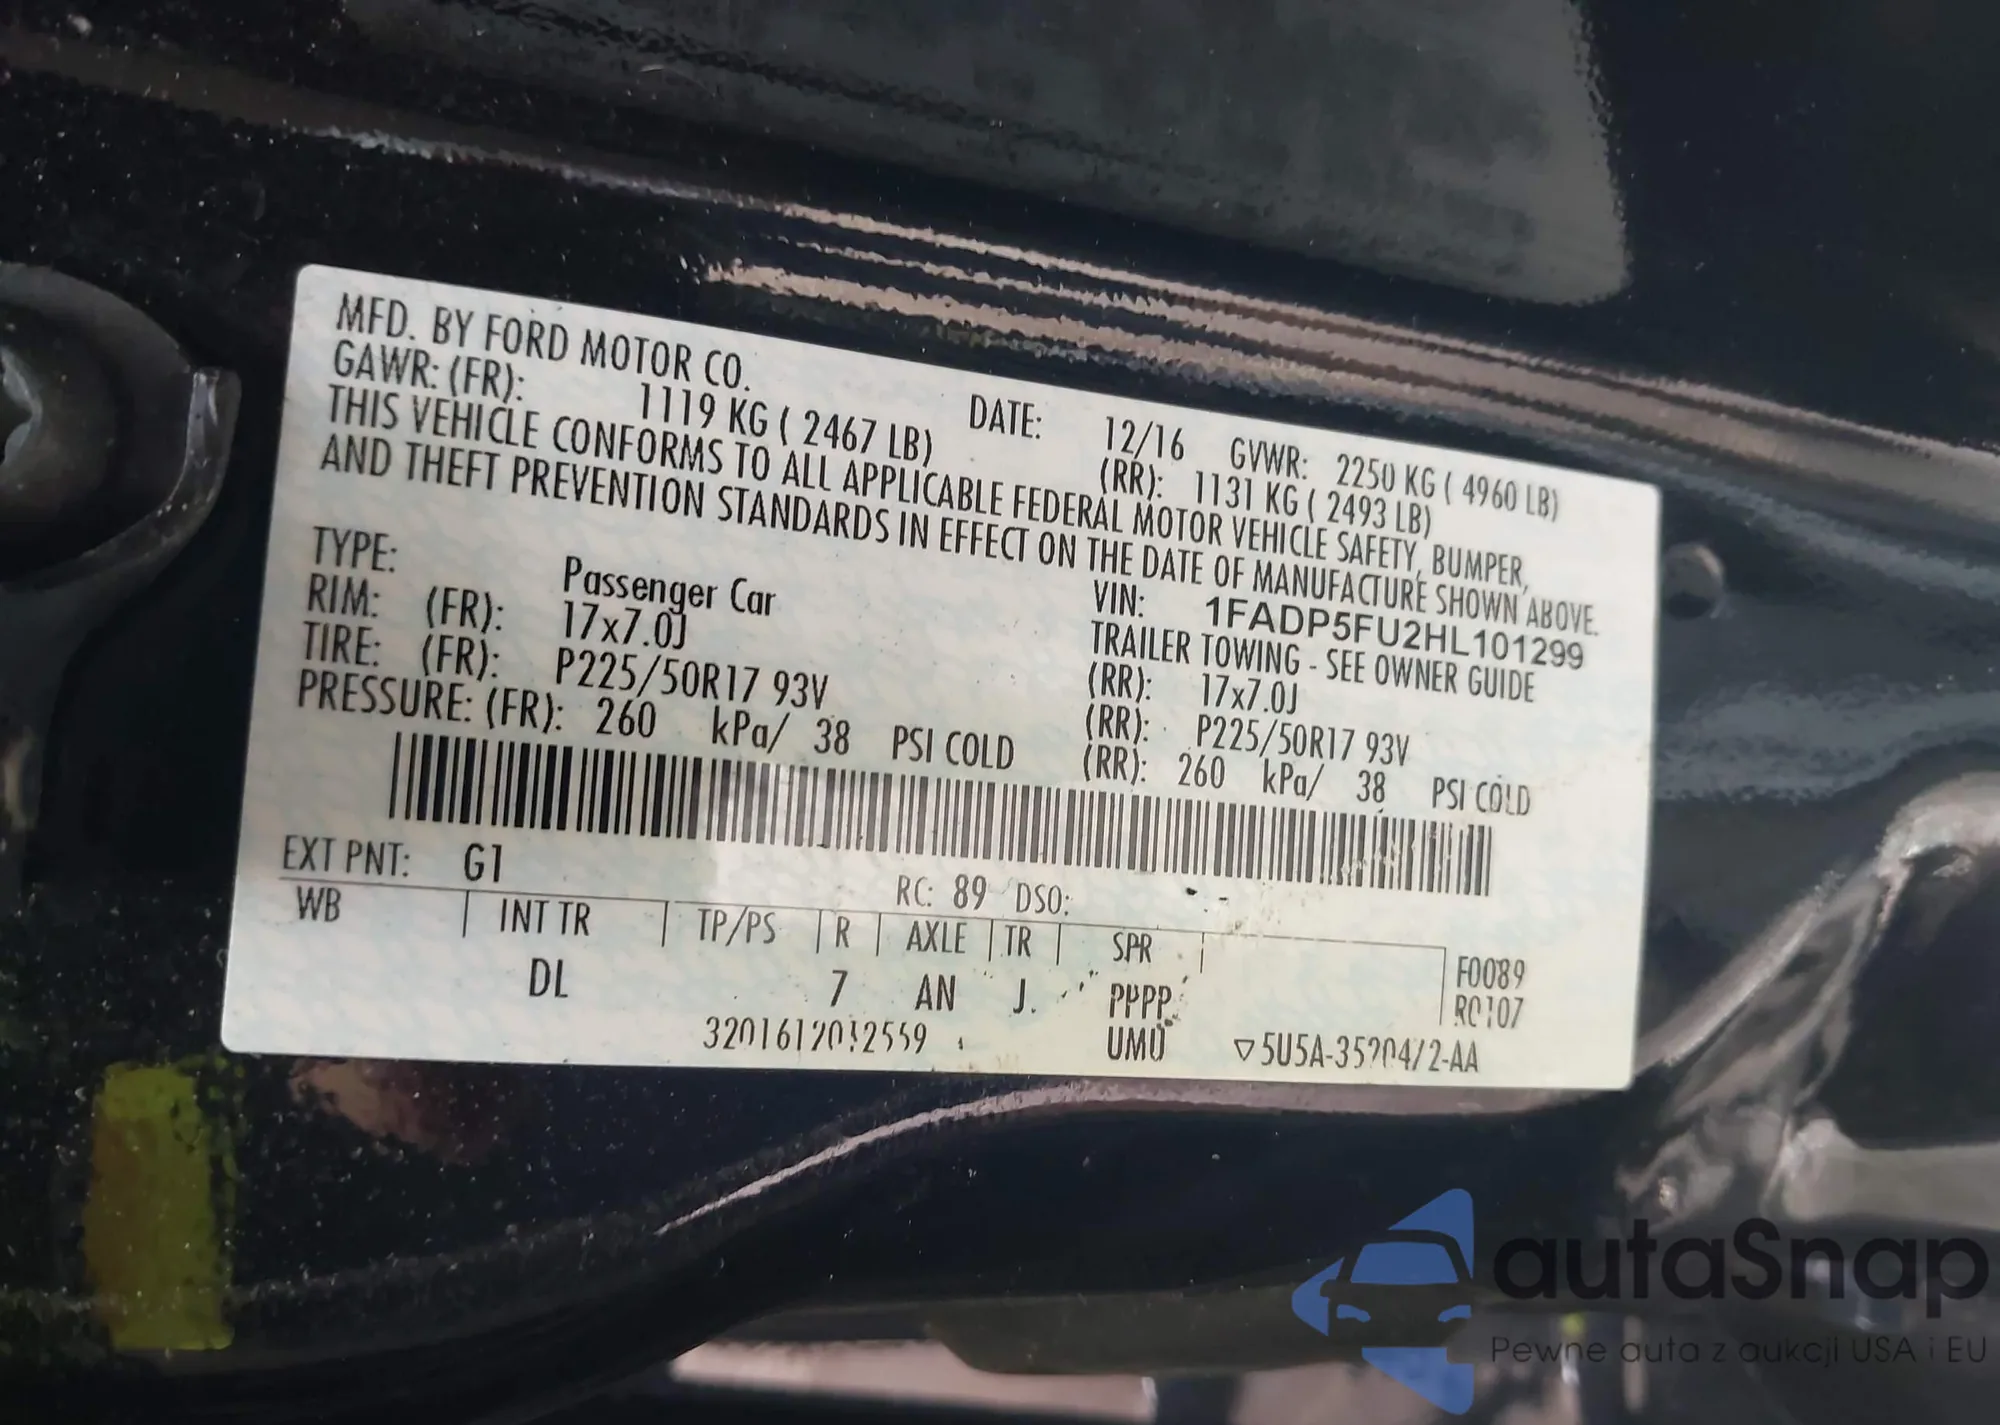 MFD. BY FORD MOTOR CO. DATE: 12/16 GVWR: 2250 KG ( 4960 LB)
GAWR: (FR): 1119 KG ( 2467 LB) (RR): 1131 KG ( 2493 LB)
THIS VEHICLE CONFORMS TO ALL APPLICABLE FEDERAL MOTOR VEHICLE SAFETY, BUMPER,
AND THEFT PREVENTION STANDARDS IN EFFECT ON THE DATE OF MANUFACTURE SHOWN ABOVE.
VIN: 1FADP5FU2HL101299
TYPE: Passenger Car TRAILER TOWING - SEE OWNER GUIDE
RIM: (FR): 17x7.0J (RR): 17x7.0J
TIRE: (FR): P225/50R17 93V (RR): P225/50R17 93V
PRESSURE: (FR): 260 kPa/ 38 PSI COLD (RR): 260 kPa/ 38 PSI COLD
EXT PNT: G1 RC: 89 DSO:
WB INT TR TP/PS R AXLE TR SPR F0089
DL 7 AN J. PPPP R0107
UMU
autaSnap
Pewne auta z aukcji USA i EU